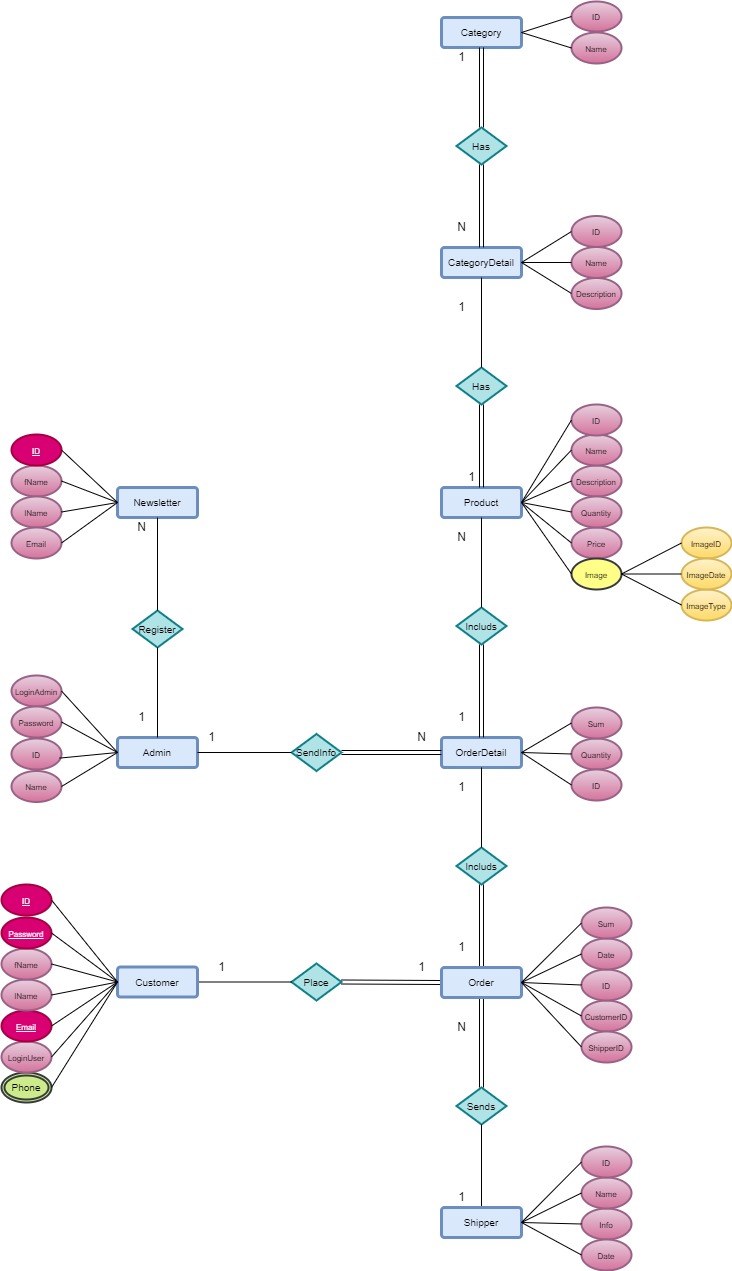 Category
ID
Name
1
Has
N
CategoryDetail
ID
Name
Description
1
Has
1
Product
ID
Name
Description
Quantity
Price
Image
ImageID
ImageDate
ImageType
N
ID
fName
lName
Email
Newsletter
N
Register
Includs
1
1
LoginAdmin
Password
ID
Name
Admin
1
SendInfo
N
OrderDetail
Sum
Quantity
ID
1
Includs
1
ID
Password
fName
lName
Email
LoginUser
Phone
Customer
1
Place
1
Order
Sum
Date
ID
CustomerID
ShipperID
N
Sends
1
Shipper
ID
Name
Info
Date